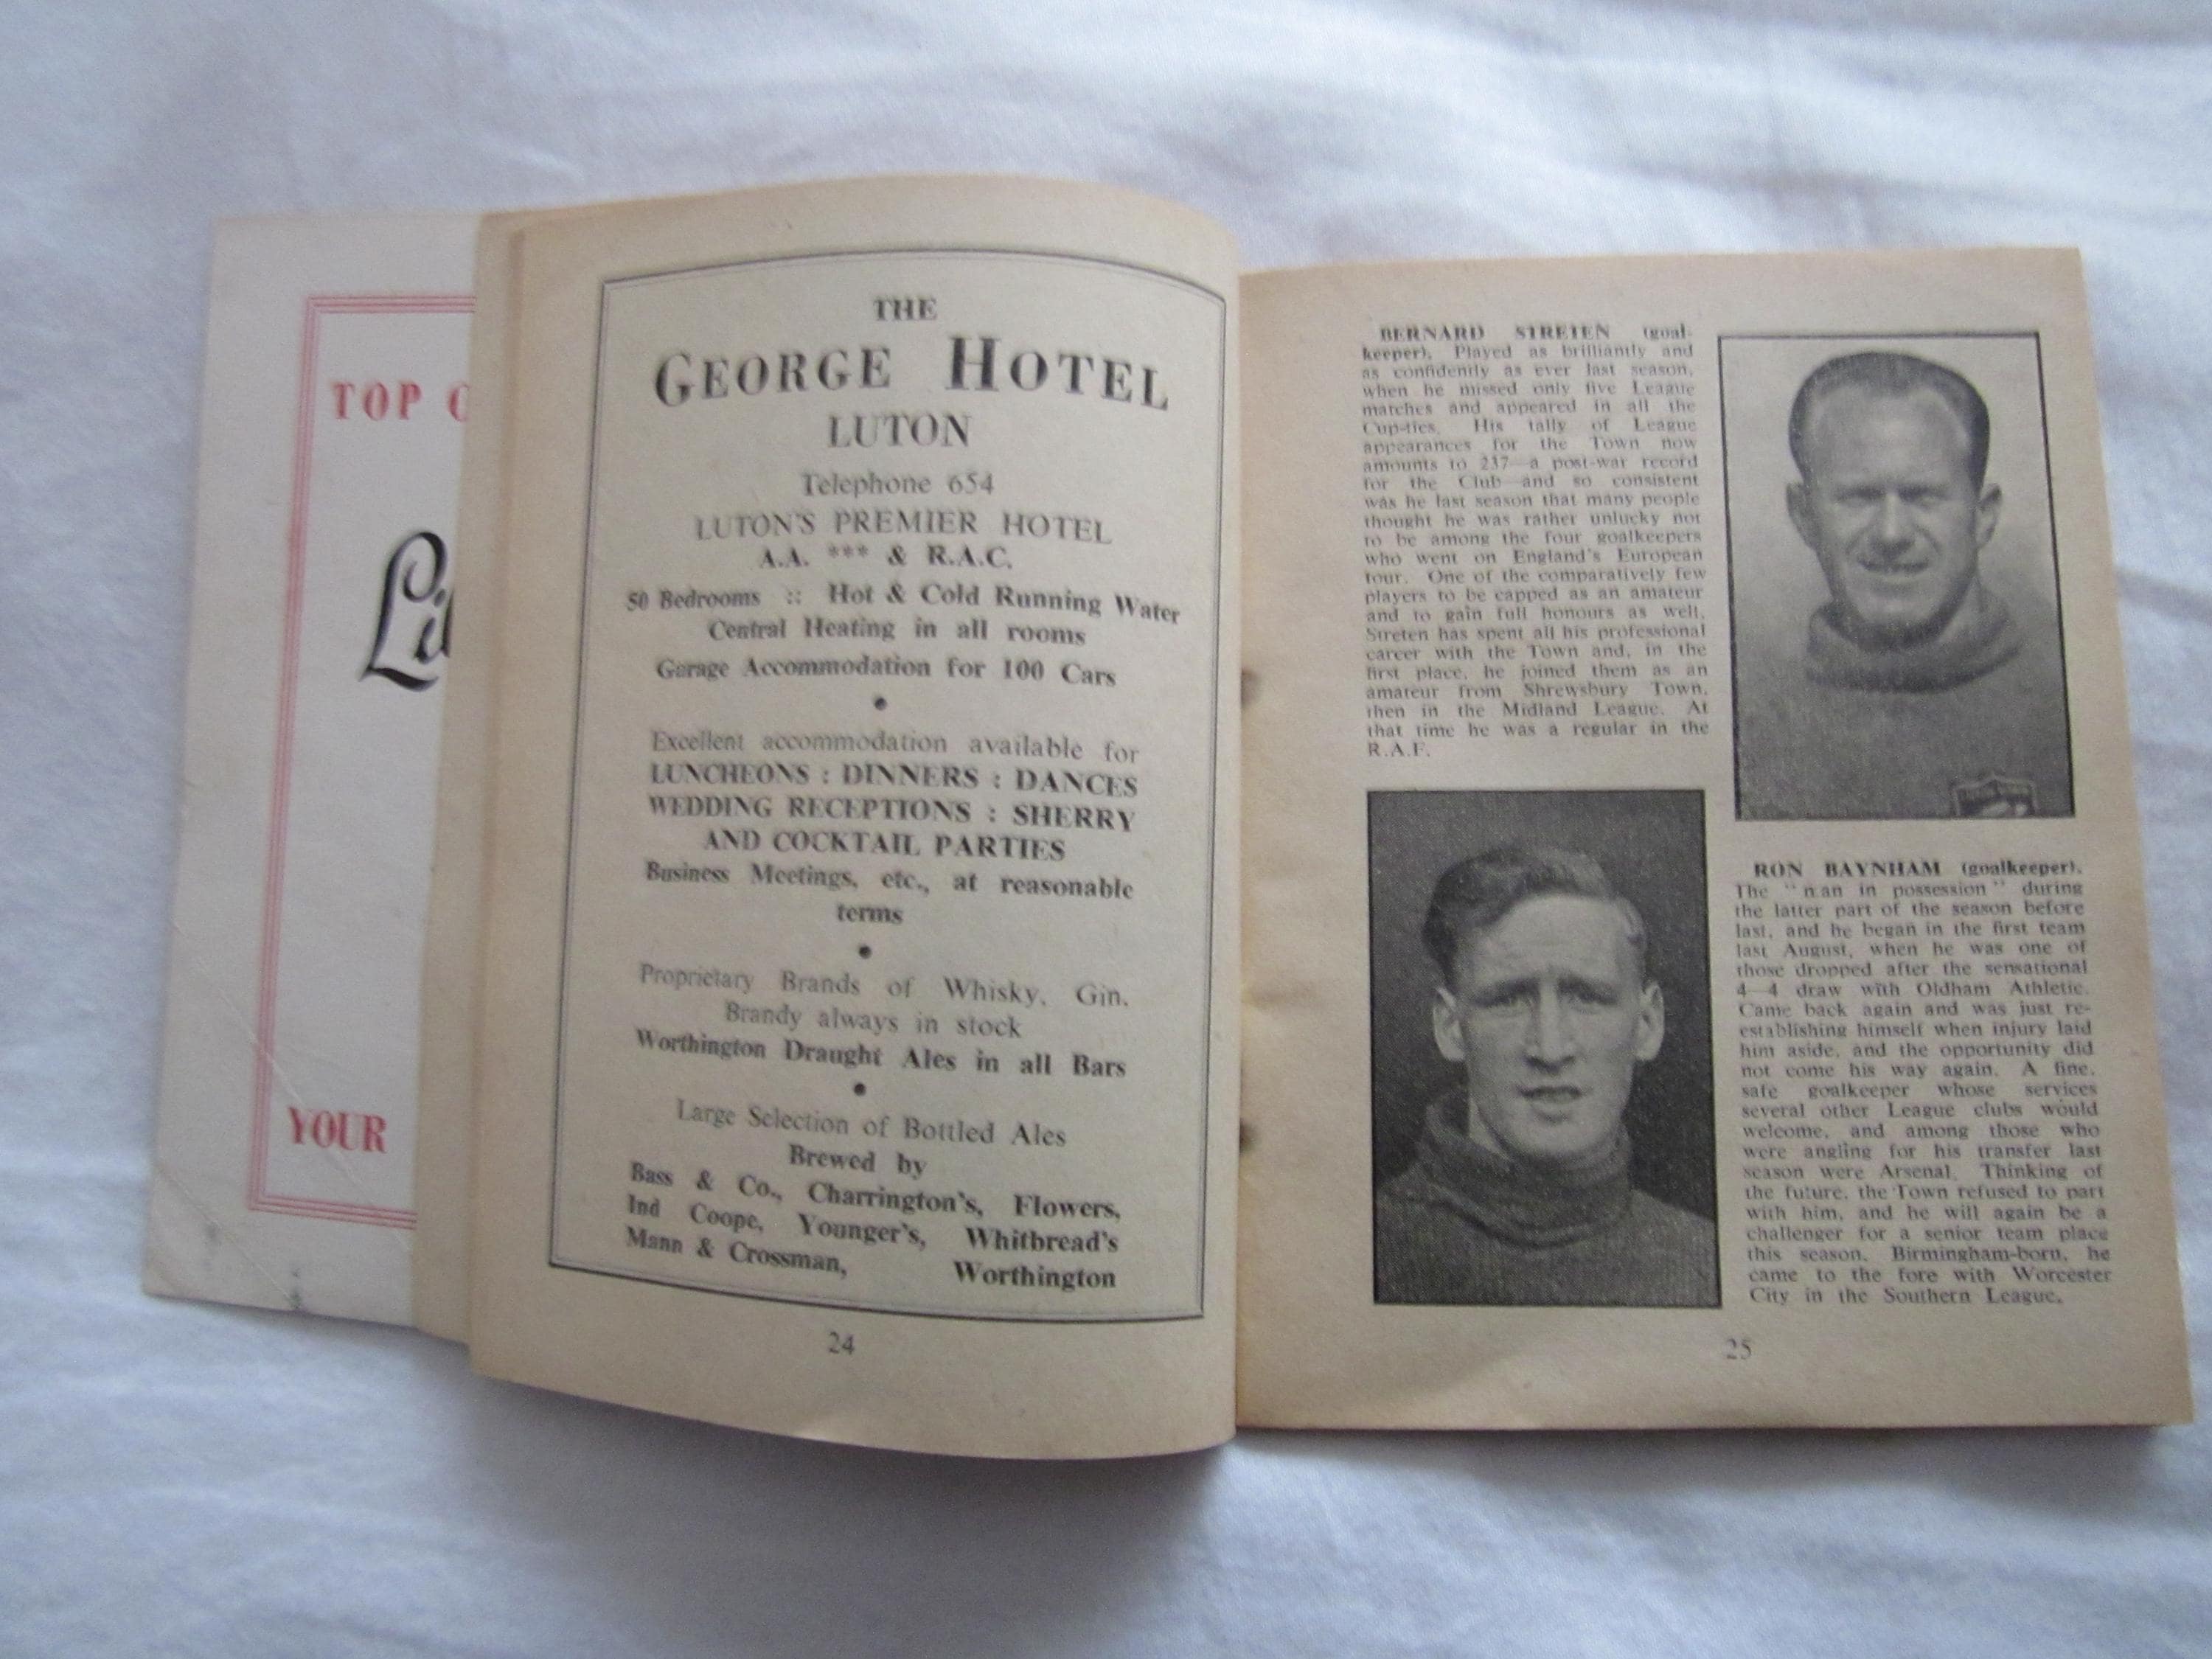 TOP
YOUR
THE
GEORGE HOTEL
LUTON
Telephone 654
LUTON'S PREMIER HOTEL
A.A. *** & R.A.C.
50 Bedrooms :: Hot & Cold Running Water
Central Heating in all rooms
Garage Accommodation for 100 Cars
Excellent accommodation available for
LUNCHEONS : DINNERS : DANCES
WEDDING RECEPTIONS : SHERRY
AND COCKTAIL PARTIES
Business Meetings, etc., at reasonable
terms
Proprietary Brands of Whisky, Gin,
Brandy always in stock
Worthington Draught Ales in all Bars
Large Selection of Bottled Ales
Brewed by
Bass & Co., Charrington's, Flowers,
Ind Coope, Younger's, Whitbread's
Mann & Crossman, Worthington
24
BERNARD STRETEN (goal-
keeper). Played as brilliantly and
as confidently as ever last season,
when he missed only five League
matches and appeared in all the
Cup-ties. His tally of League
appearances for the Town now
amounts to 237—a post-war record
for the Club—and so consistent
was he last season that many people
thought he was rather unlucky not
to be among the four goalkeepers
who went on England's European
tour. One of the comparatively few
players to be capped as an amateur
and to gain full honours as well,
Streten has spent all his professional
career with the Town and, in the
first place, he joined them as an
amateur from Shrewsbury Town,
then in the Midland League. At
that time he was a regular in the
R.A.F.
RON BAYNHAM (goalkeeper).
The "man in possession" during
the latter part of the season before
last, and he began in the first team
last August, when he was one of
those dropped after the sensational
4—4 draw with Oldham Athletic.
Came back again and was just re-
establishing himself when injury laid
him aside, and the opportunity did
not come his way again. A fine,
safe goalkeeper whose services
several other League clubs would
welcome, and among those who
were angling for his transfer last
season were Arsenal. Thinking of
the future, the Town refused to part
with him, and he will again be a
challenger for a senior team place
this season. Birmingham-born, he
came to the fore with Worcester
City in the Southern League.
25